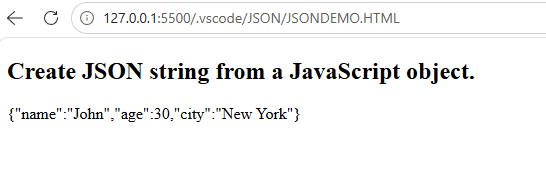 127.0.0.1:5500/.vscode/JSON/JSONDEMO.HTML
Create JSON string from a JavaScript object.
{"name":"John","age":30,"city":"New York"}